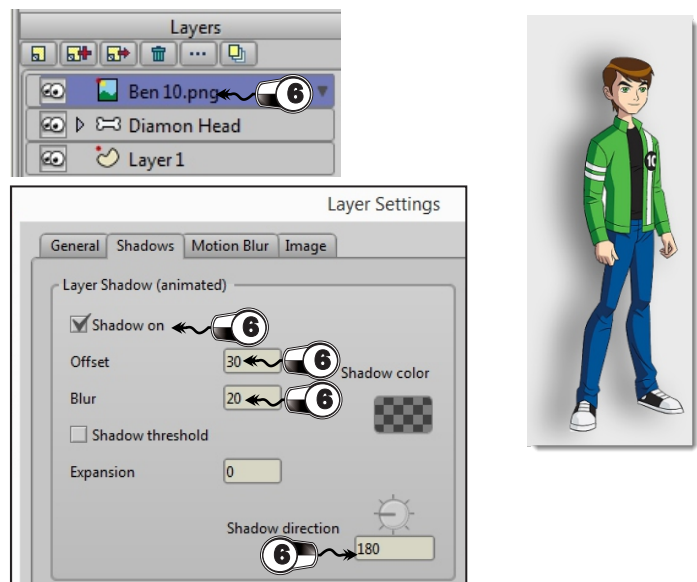 Layers
Ben 10.png
6
Diamon Head
Layer 1
Layer Settings
General Shadows Motion Blur Image
Layer Shadow (animated)
Shadow on
6
Offset 30
6
Shadow color
Blur 20
6
Shadow threshold
Expansion 0
Shadow direction
6
180
10